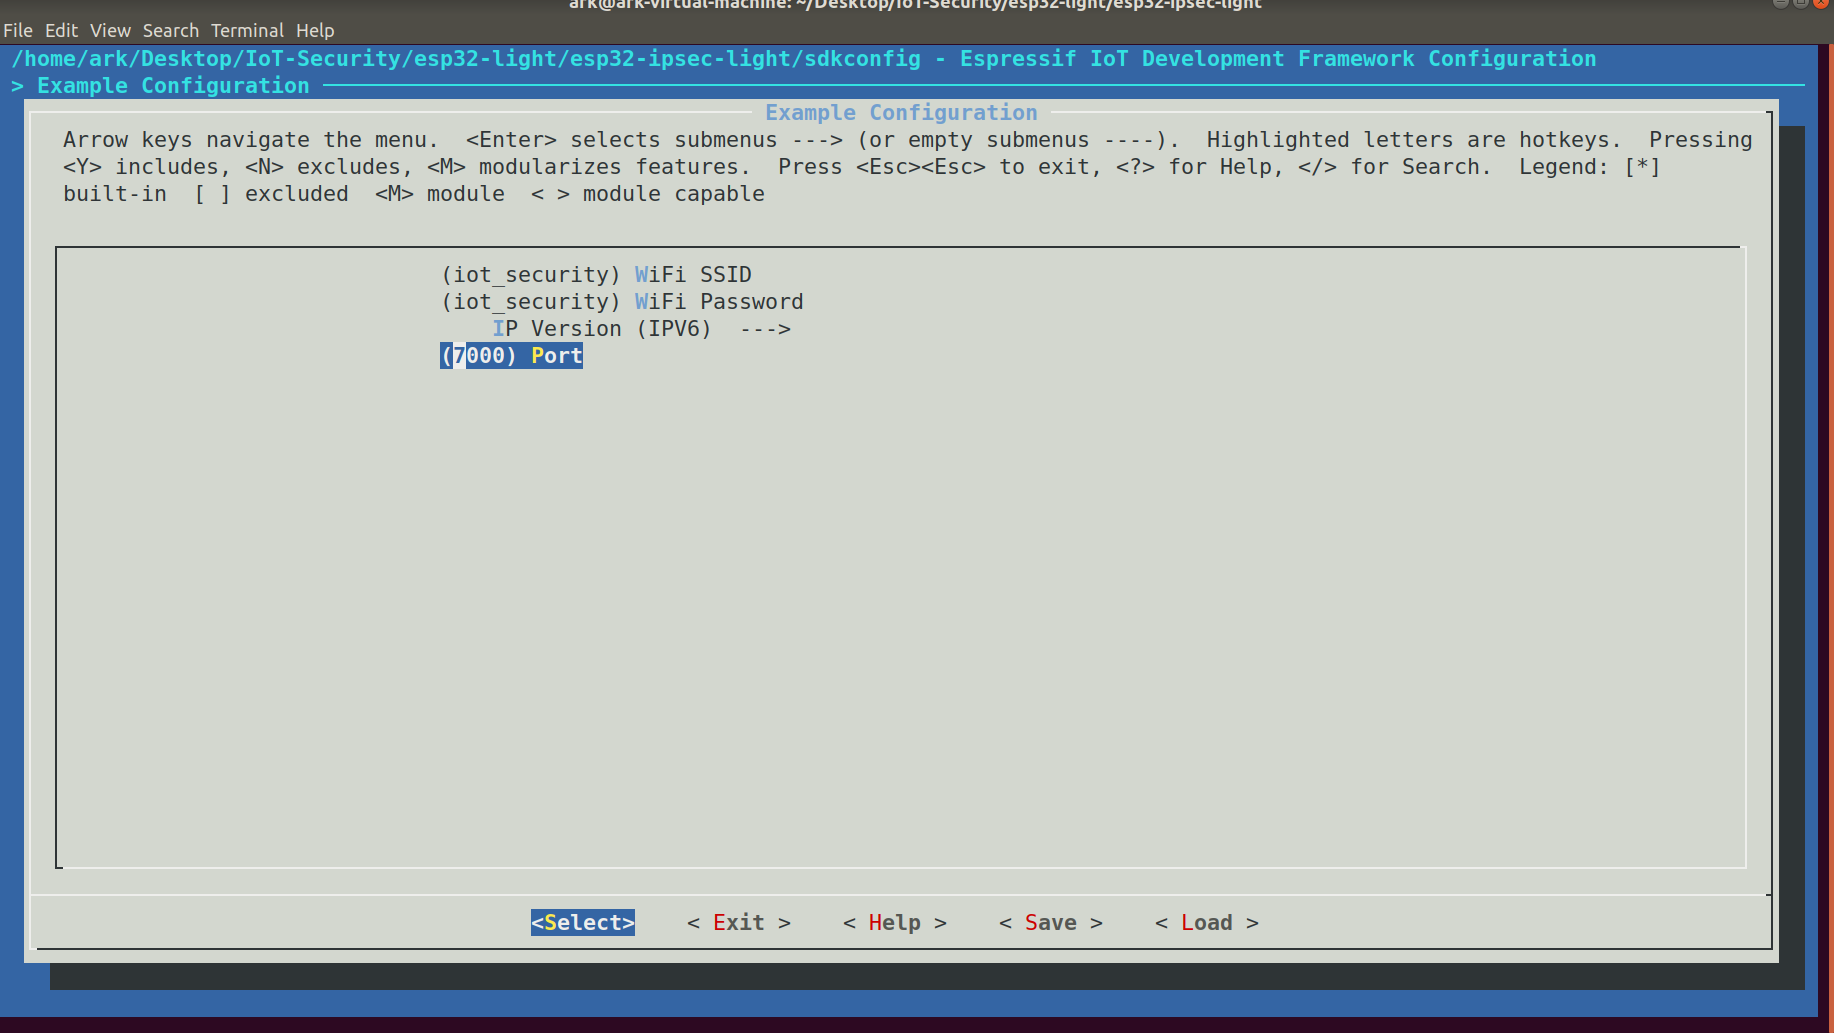 ark@ark-virtual-machine: ~/Desktop/IoT-Security/esp32-light/esp32-ipsec-light
File Edit View Search Terminal Help
/home/ark/Desktop/IoT-Security/esp32-light/esp32-ipsec-light/sdkconfig - Espressif IoT Development Framework Configuration
> Example Configuration
Example Configuration
Arrow keys navigate the menu.  <Enter> selects submenus ---> (or empty submenus ----).  Highlighted letters are hotkeys.  Pressing
<Y> includes, <N> excludes, <M> modularizes features.  Press <Esc><Esc> to exit, <?> for Help, </> for Search.  Legend: [*]
built-in  [ ] excluded  <M> module  < > module capable
(iot_security) WiFi SSID
(iot_security) WiFi Password
IP Version (IPV6)  --->
(7000) Port
<Select>    < Exit >    < Help >    < Save >    < Load >